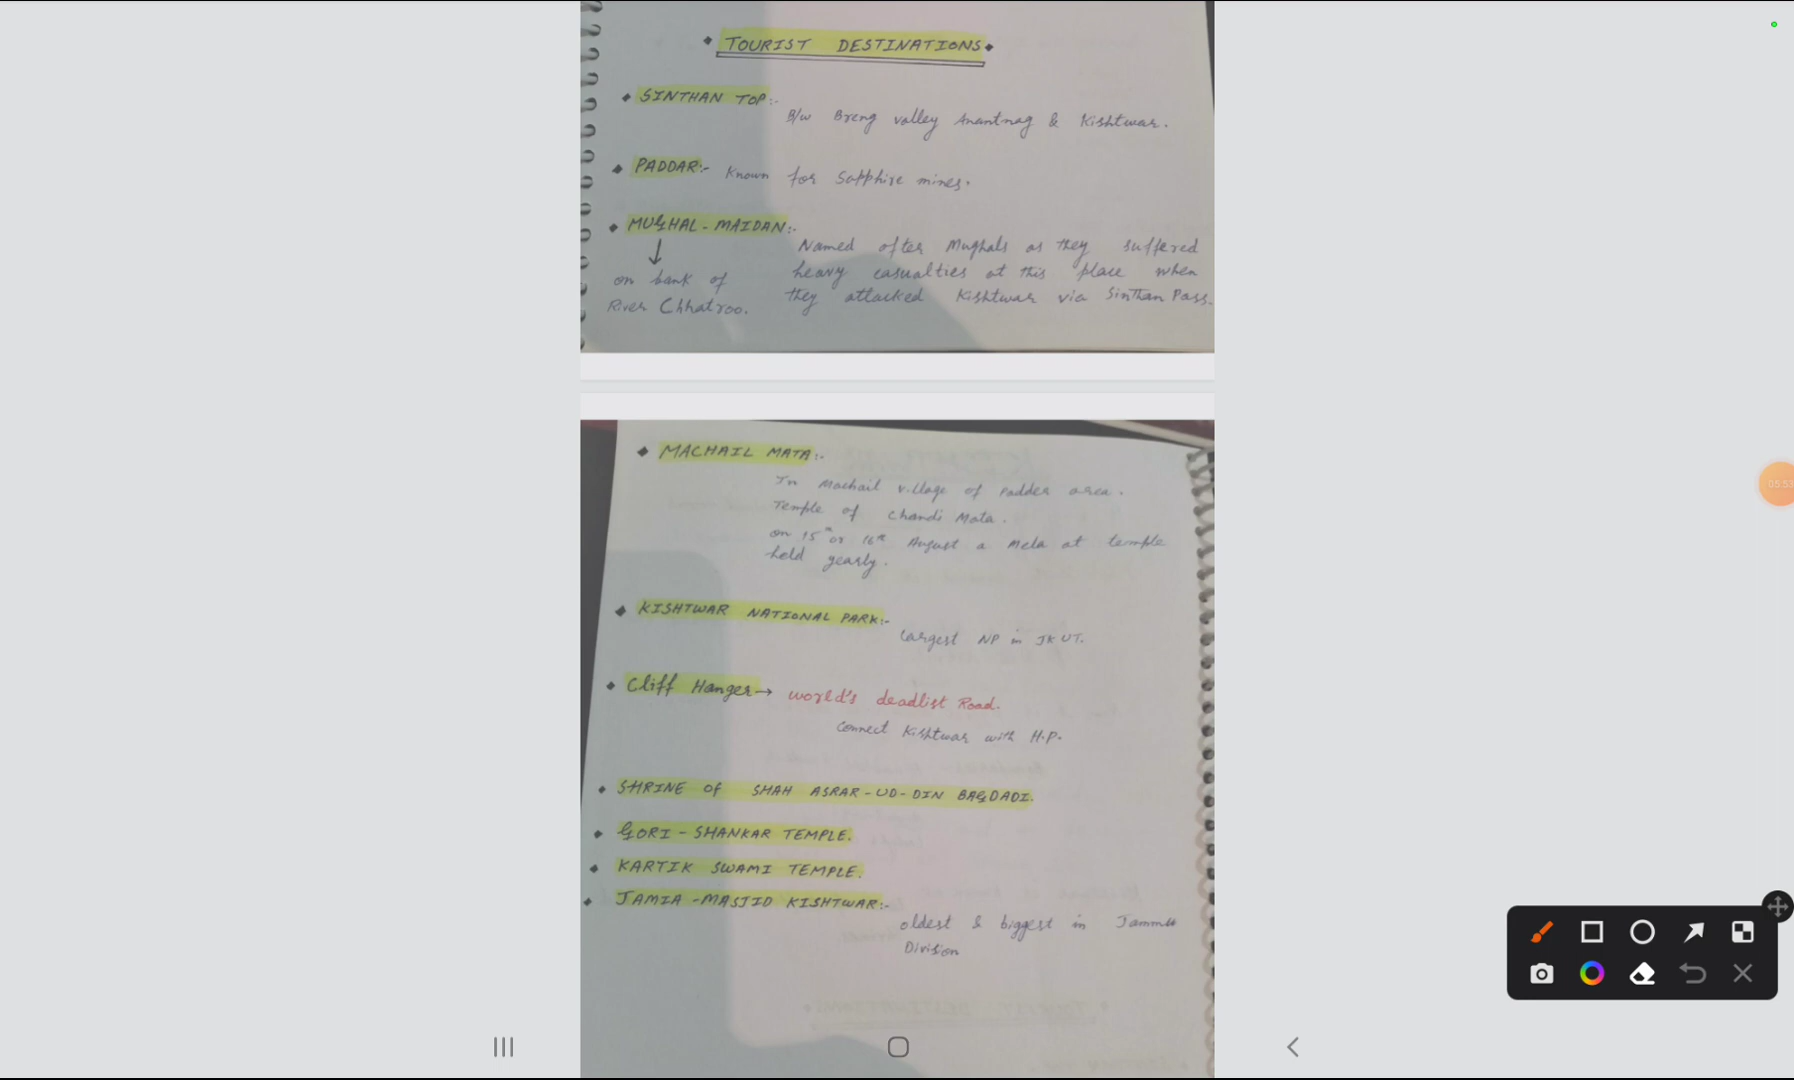 • TOURIST DESTINATIONS •
• SINTHAN TOP:-
B/w Breng valley Anantnag & Kishtwar.
• PADDAR:- Known for Sapphire mines.
• MUGHAL-MAIDAN:-
↓
on bank of
River Chhatroo.
Named after Mughals as they suffered
heavy casualties at this place when
they attacked Kishtwar via Sinthan Pass.
• MACHAIL MATA:-
In Machail village of Padder area.
Temple of Chandi Mata.
on 15th or 16th August a Mela at temple
held yearly.
• KISHTWAR NATIONAL PARK:-
Largest NP in JKUT.
• Cliff Hanger → world's deadlist Road.
Connect Kishtwar with H.P.
• SHRINE of SHAH ASRAR-UD-DIN BAGDADI.
• GORI-SHANKAR TEMPLE.
• KARTIK SWAMI TEMPLE.
• JAMIA-MASJID KISHTWAR:-
oldest & biggest in Jammu
Division
05:53